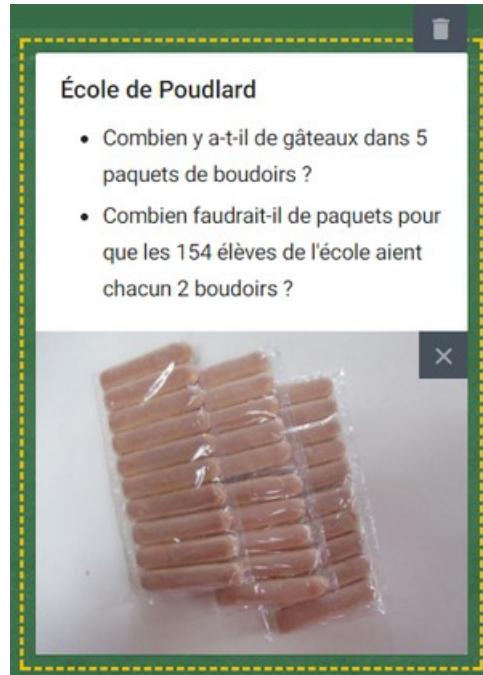 École de Poudlard
• Combien y a-t-il de gâteaux dans 5
paquets de boudoirs ?
• Combien faudrait-il de paquets pour
que les 154 élèves de l'école aient
chacun 2 boudoirs ?